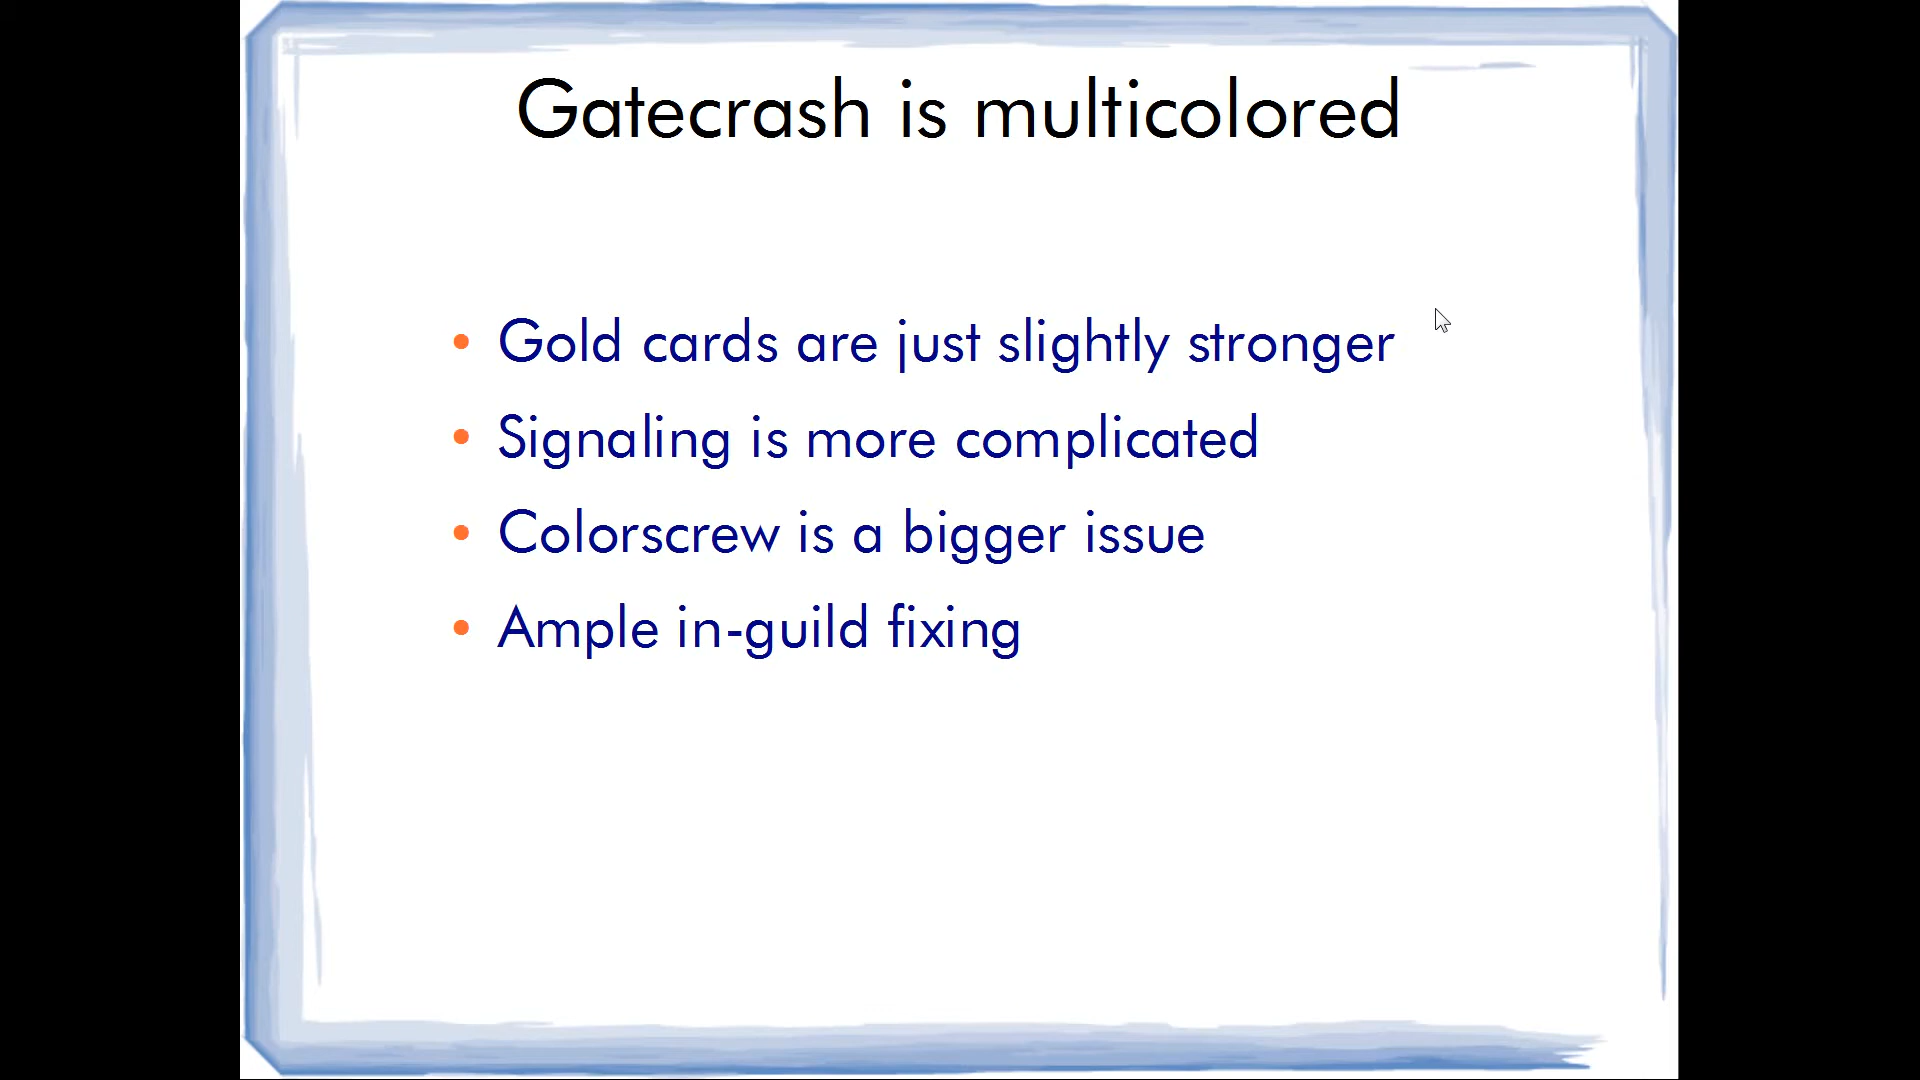 Gatecrash is multicolored
• Gold cards are just slightly stronger
• Signaling is more complicated
• Colorscrew is a bigger issue
• Ample in-guild fixing